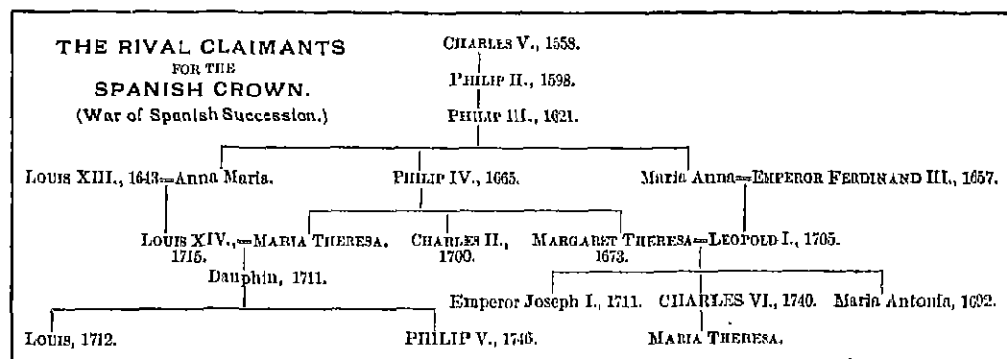 THE RIVAL CLAIMANTS
FOR THE
SPANISH CROWN.
(War of Spanish Succession.)
CHARLES V., 1558.
PHILIP II., 1598.
PHILIP III., 1621.
LOUIS XIII., 1643=Anna Maria.
PHILIP IV., 1665.
Maria Anna=EMPEROR FERDINAND III., 1657.
LOUIS XIV.,=MARIA THERESA.
1715.
CHARLES II.,
1700.
MARGARET THERESA=LEOPOLD I., 1705.
1673.
Dauphin, 1711.
Emperor Joseph I., 1711.
CHARLES VI., 1740.
Maria Antonia, 1692.
LOUIS, 1712.
PHILIP V., 1746.
MARIA THERESA.